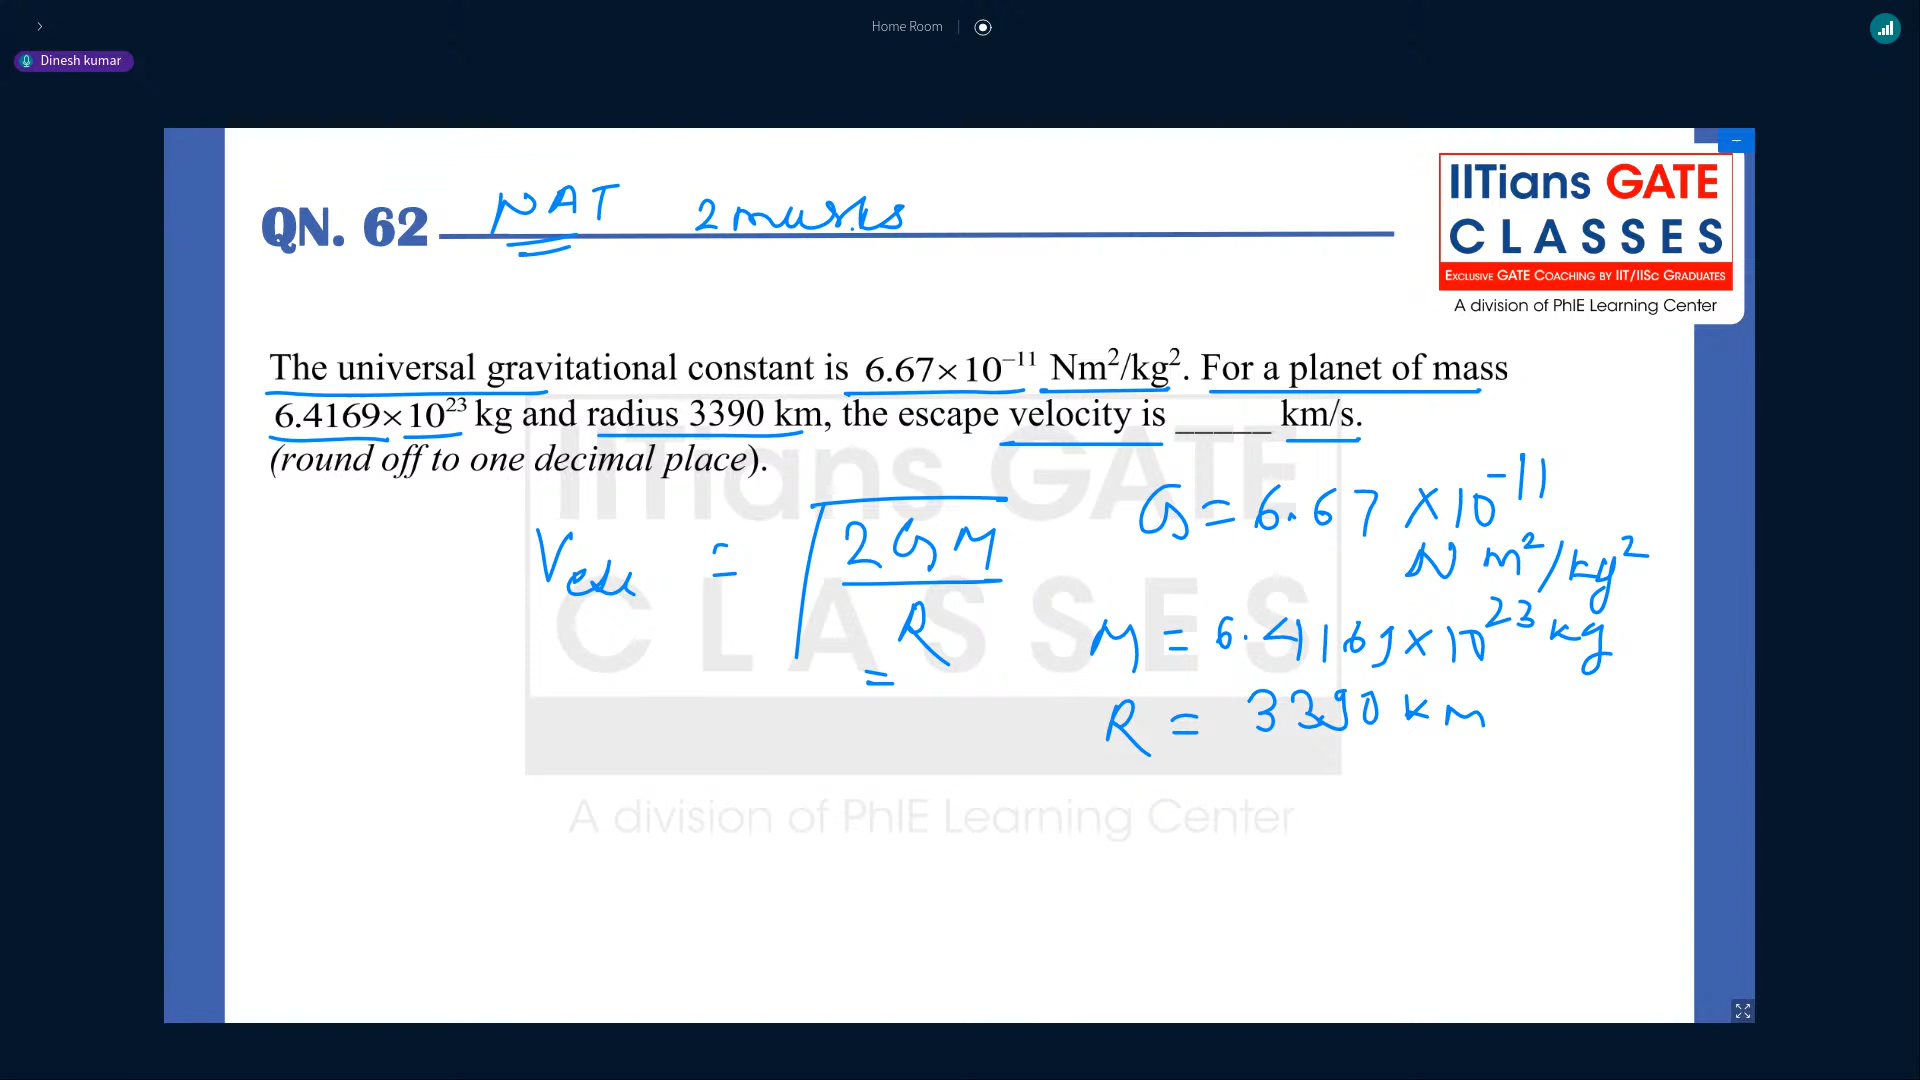 Home Room
Dinesh kumar
IITians GATE
CLASSES
EXCLUSIVE GATE COACHING BY IIT/IISC GRADUATES
A division of PhIE Learning Center
QN. 62 NAT 2 marks
The universal gravitational constant is 6.67×10⁻¹¹ Nm²/kg². For a planet of mass
6.4169×10²³ kg and radius 3390 km, the escape velocity is _____ km/s.
(round off to one decimal place).
IITians GATE
CLASSES
A division of PhIE Learning Center
Vesc = √(2GM/R)
=
G = 6.67 ×10⁻¹¹
N m²/kg²
M = 6.4169×10²³ kg
R = 3390 km